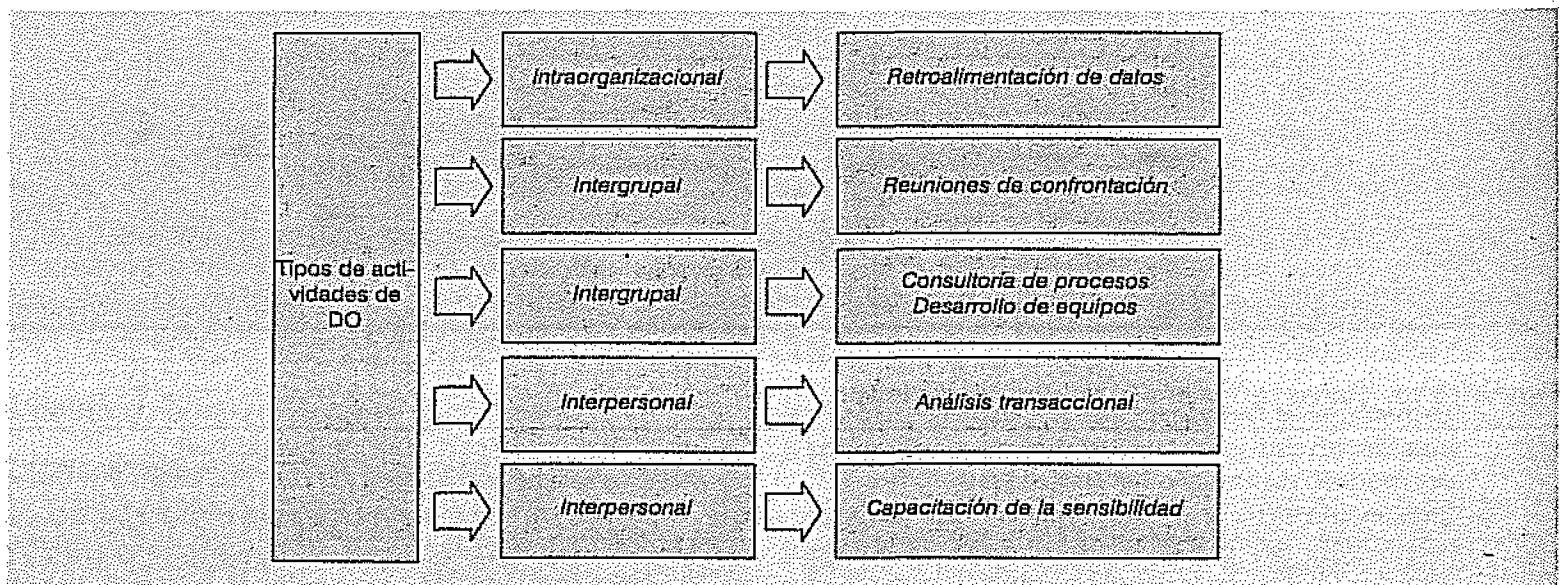 Tipos de acti-
vidades de
DO
Intraorganizacional
Retroalimentación de datos
Intergrupal
Reuniones de confrontación
Intergrupal
Consultoría de procesos
Desarrollo de equipos
Interpersonal
Análisis transaccional
Interpersonal
Capacitación de la sensibilidad